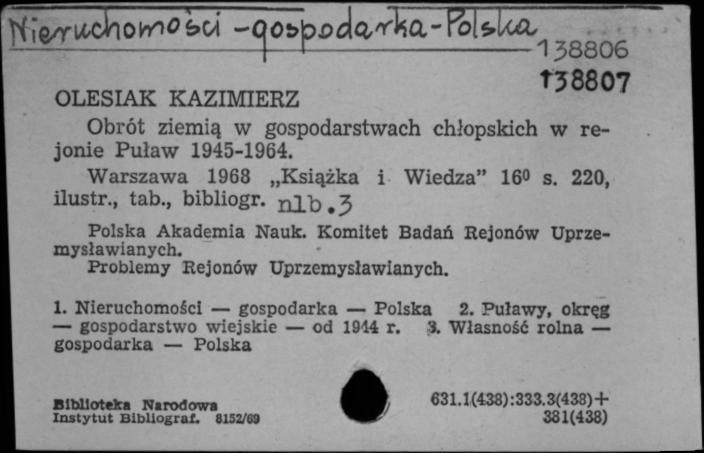 Nieruchomości - gospodarka - Polska
138806
138807
OLESIAK KAZIMIERZ
Obrót ziemią w gospodarstwach chłopskich w re-
jonie Puław 1945-1964.
Warszawa 1968 „Książka i Wiedza” 16⁰ s. 220,
ilustr., tab., bibliogr. nlb. 3
Polska Akademia Nauk. Komitet Badań Rejonów Uprze-
mysławianych.
Problemy Rejonów Uprzemysławianych.
1. Nieruchomości — gospodarka — Polska 2. Puławy, okręg
— gospodarstwo wiejskie — od 1944 r. 3. Własność rolna —
gospodarka — Polska
Biblioteka Narodowa
Instytut Bibliograf. 8152/69
631.1(438):333.3(438)+
381(438)